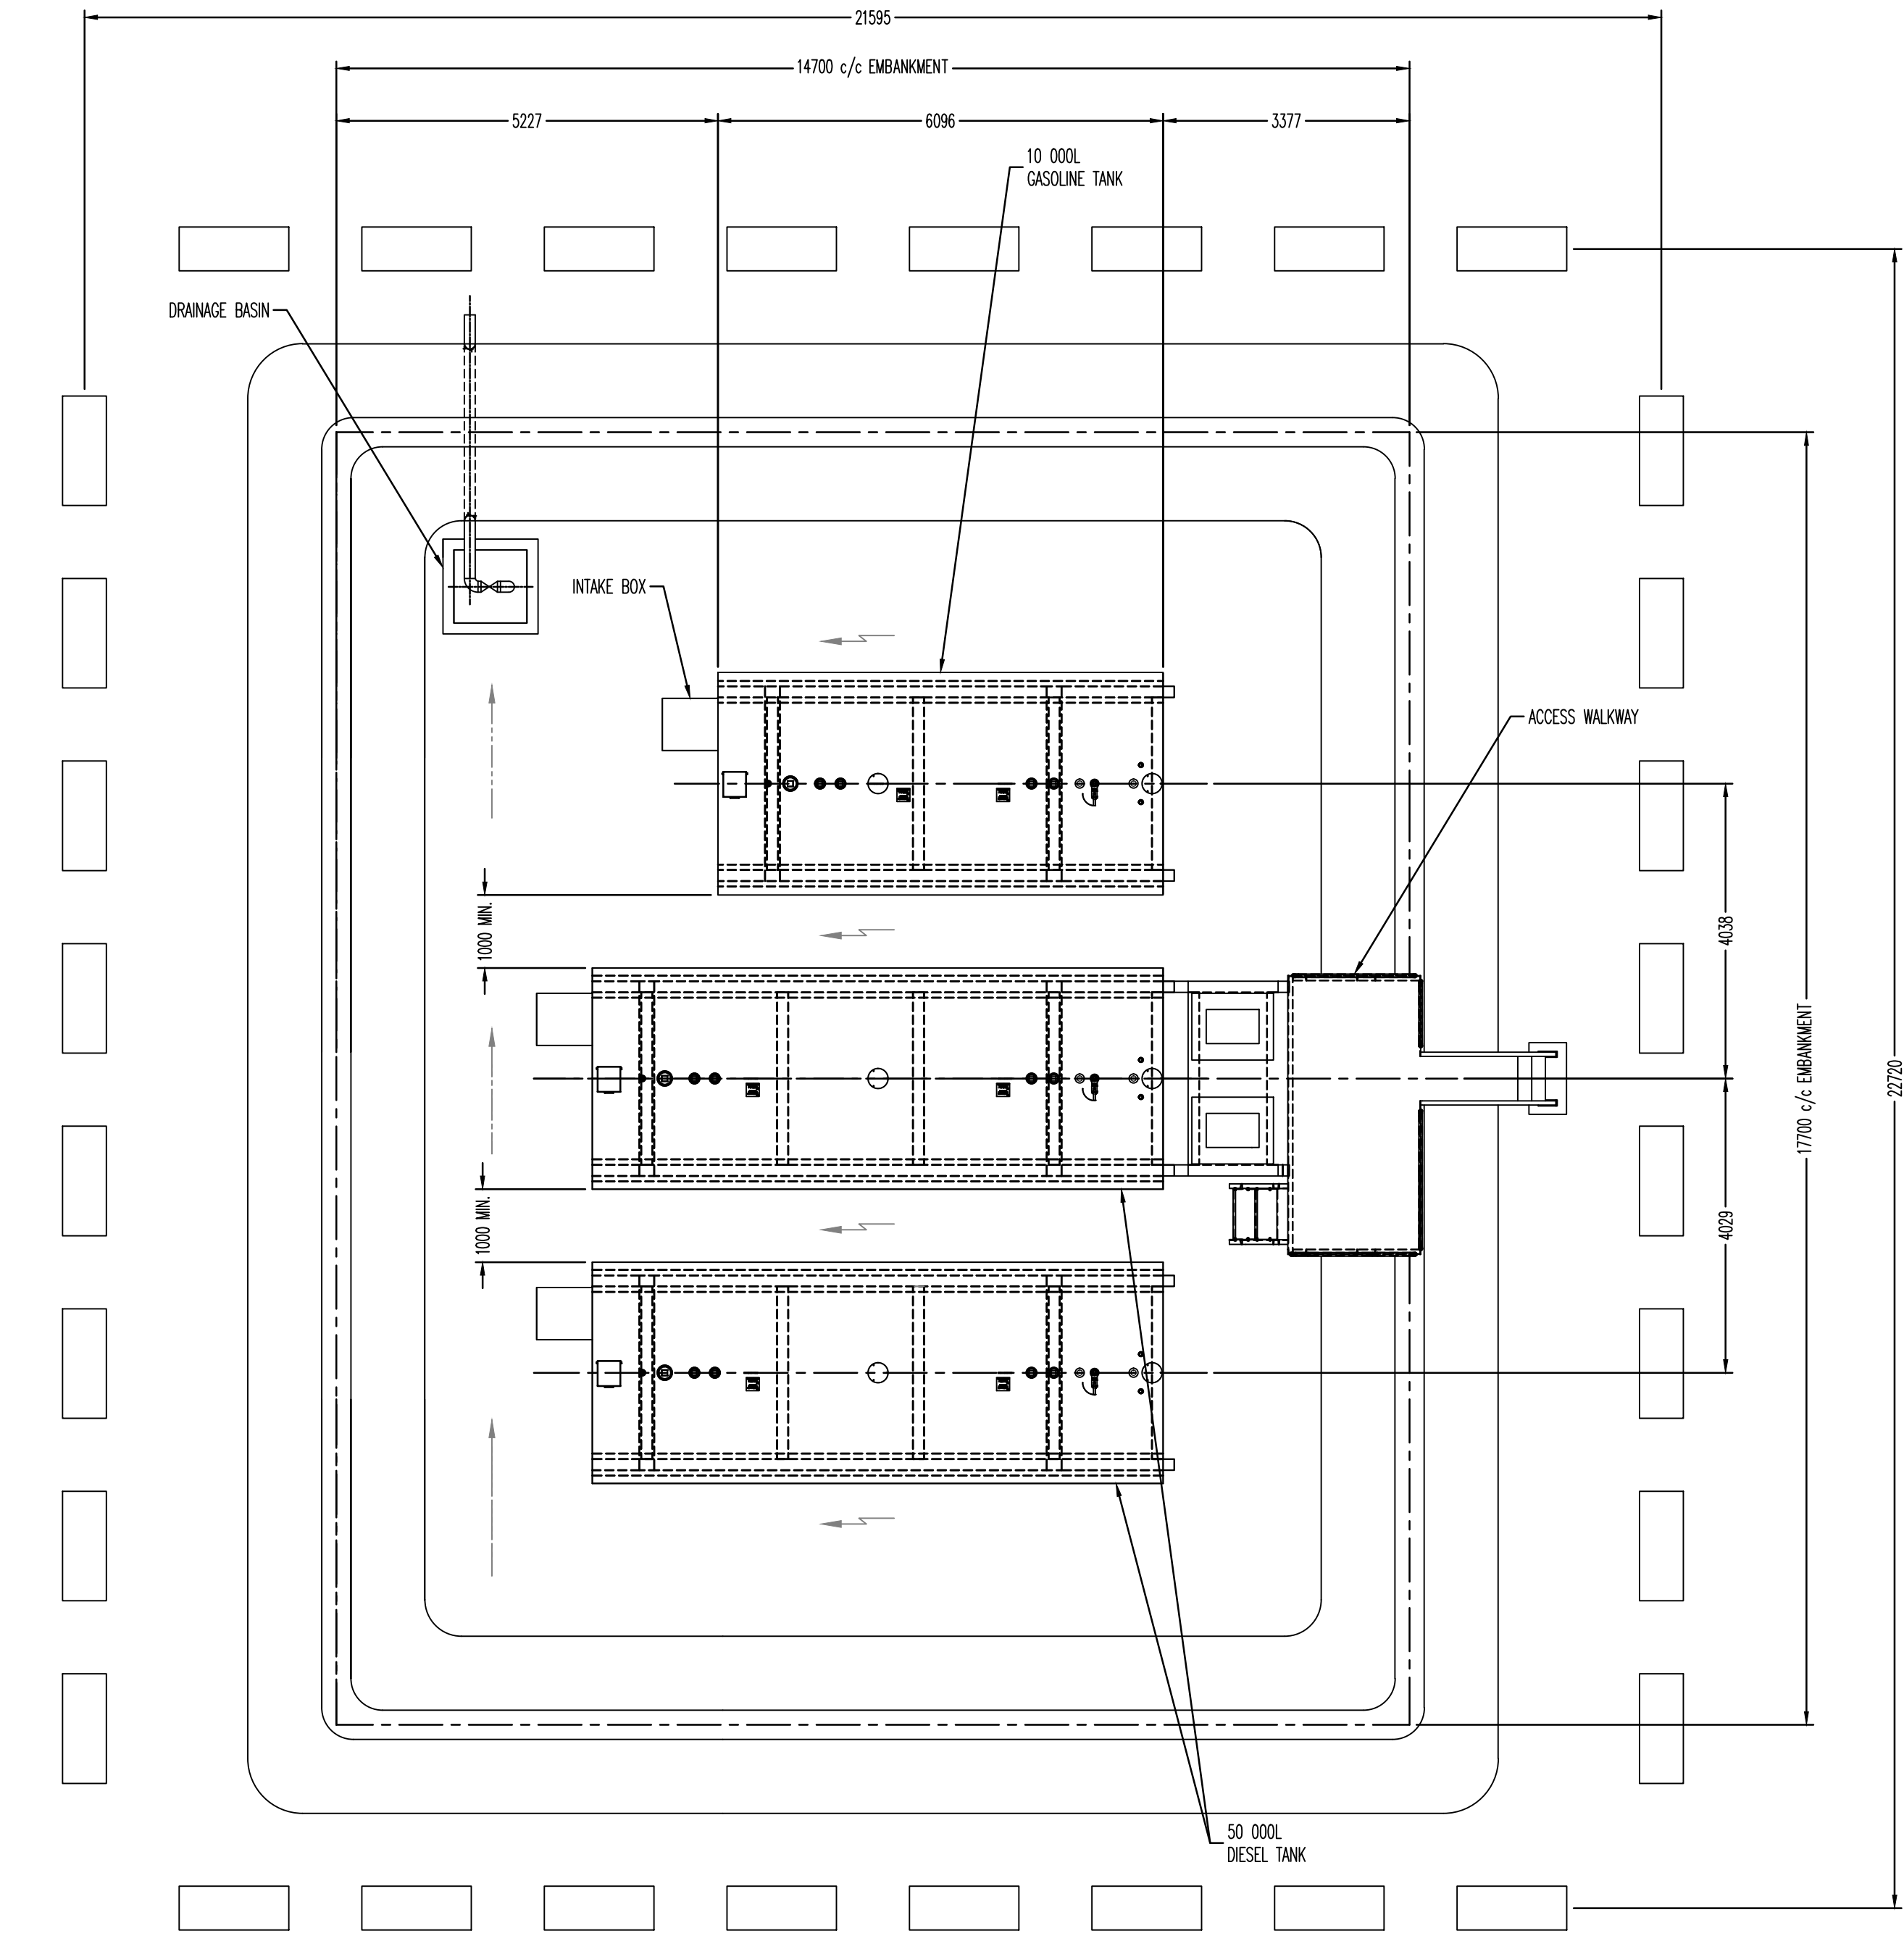 21595
14700 c/c EMBANKMENT
5227
6096
3377
10 000L
GASOLINE TANK
DRAINAGE BASIN
INTAKE BOX
ACCESS WALKWAY
1000 MIN.
4038
17700 c/c EMBANKMENT
22720
1000 MIN.
4029
50 000L
DIESEL TANK